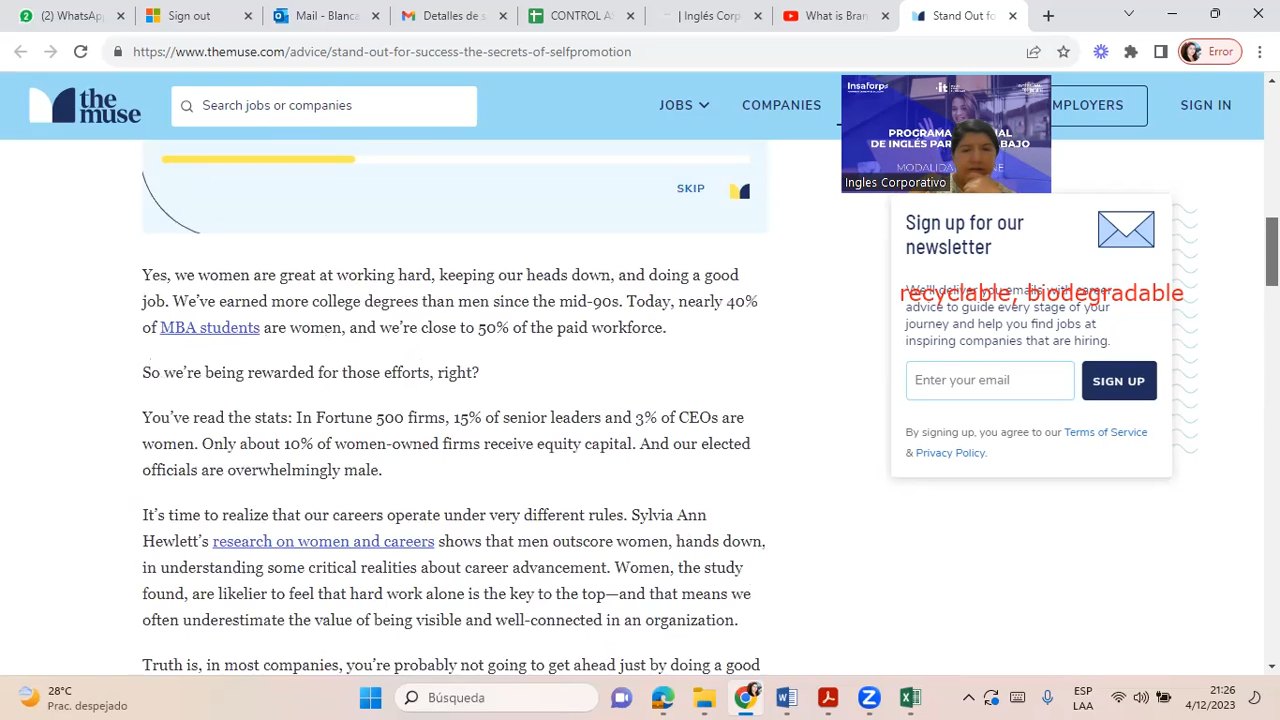 (2) WhatsApp
Sign out
Mail - Blanca
Detalles de s
CONTROL A
| Inglés Corp
What is Bran
Stand Out fo
https://www.themuse.com/advice/stand-out-for-success-the-secrets-of-selfpromotion
Error
the muse
Search jobs or companies
JOBS
COMPANIES
MPLOYERS
SIGN IN
Insaforp
it
PROGRAMA NAL
DE INGLÉS PAR BAJO
MODALIDA NE
Ingles Corporativo
SKIP
Yes, we women are great at working hard, keeping our heads down, and doing a good
job. We've earned more college degrees than men since the mid-90s. Today, nearly 40%
of MBA students are women, and we're close to 50% of the paid workforce.
So we're being rewarded for those efforts, right?
You've read the stats: In Fortune 500 firms, 15% of senior leaders and 3% of CEOs are
women. Only about 10% of women-owned firms receive equity capital. And our elected
officials are overwhelmingly male.
It's time to realize that our careers operate under very different rules. Sylvia Ann
Hewlett's research on women and careers shows that men outscore women, hands down,
in understanding some critical realities about career advancement. Women, the study
found, are likelier to feel that hard work alone is the key to the top—and that means we
often underestimate the value of being visible and well-connected in an organization.
Truth is, in most companies, you're probably not going to get ahead just by doing a good
Sign up for our
newsletter
recyclable, biodegradable
We'll deliver you emails with career
advice to guide every stage of your
journey and help you find jobs at
inspiring companies that are hiring.
Enter your email
SIGN UP
By signing up, you agree to our Terms of Service
& Privacy Policy.
28°C
Prac. despejado
Búsqueda
ESP
LAA
21:26
4/12/2023